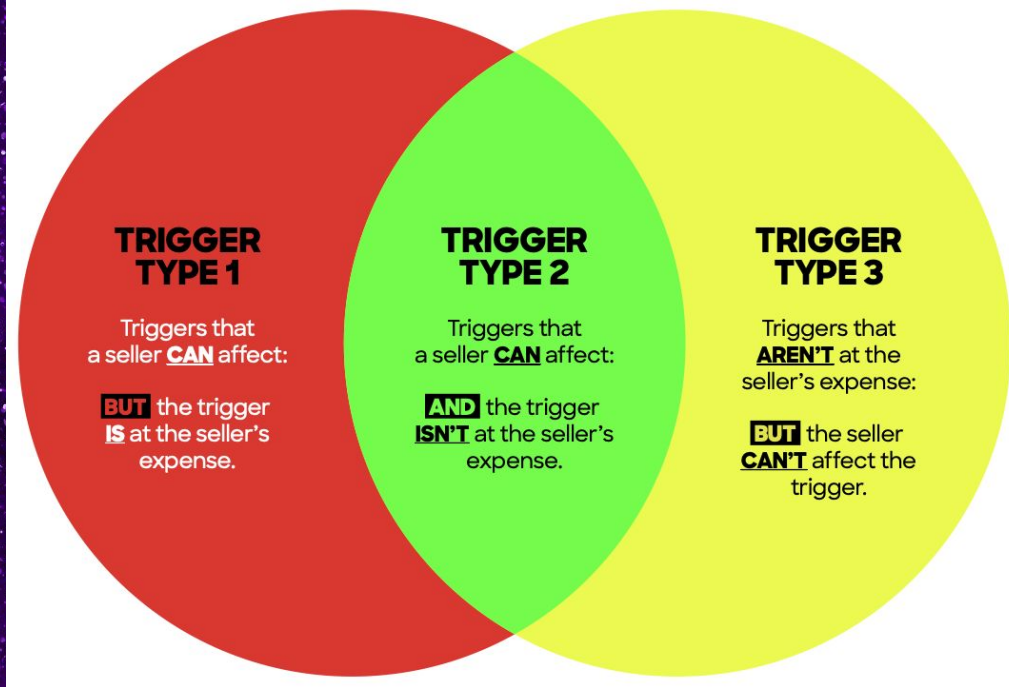 TRIGGER
TYPE 1
Triggers that
a seller CAN affect:
BUT the trigger
IS at the seller's
expense.
TRIGGER
TYPE 2
Triggers that
a seller CAN affect:
AND the trigger
ISN'T at the seller's
expense.
TRIGGER
TYPE 3
Triggers that
AREN'T at the
seller's expense:
BUT the seller
CAN'T affect the
trigger.